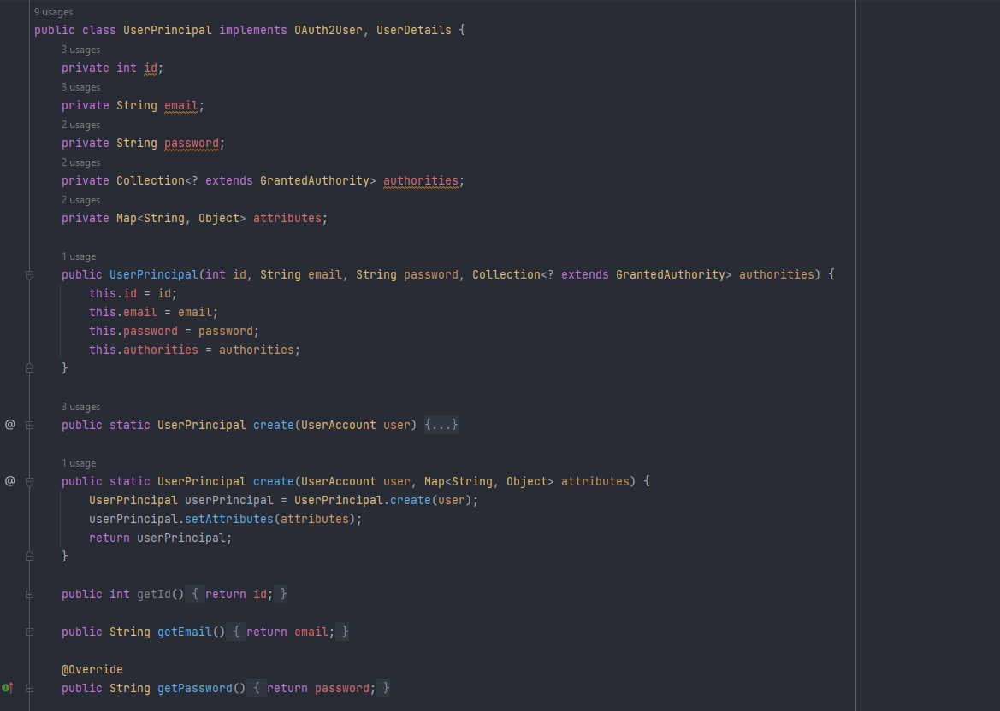 9 usages
public class UserPrincipal implements OAuth2User, UserDetails {
3 usages
private int id;
3 usages
private String email;
2 usages
private String password;
2 usages
private Collection<? extends GrantedAuthority> authorities;
2 usages
private Map<String, Object> attributes;
1 usage
public UserPrincipal(int id, String email, String password, Collection<? extends GrantedAuthority> authorities) {
this.id = id;
this.email = email;
this.password = password;
this.authorities = authorities;
}
3 usages
@ public static UserPrincipal create(UserAccount user) {...}
1 usage
@ public static UserPrincipal create(UserAccount user, Map<String, Object> attributes) {
UserPrincipal userPrincipal = UserPrincipal.create(user);
userPrincipal.setAttributes(attributes);
return userPrincipal;
}
public int getId() { return id; }
public String getEmail() { return email; }
@Override
public String getPassword() { return password; }